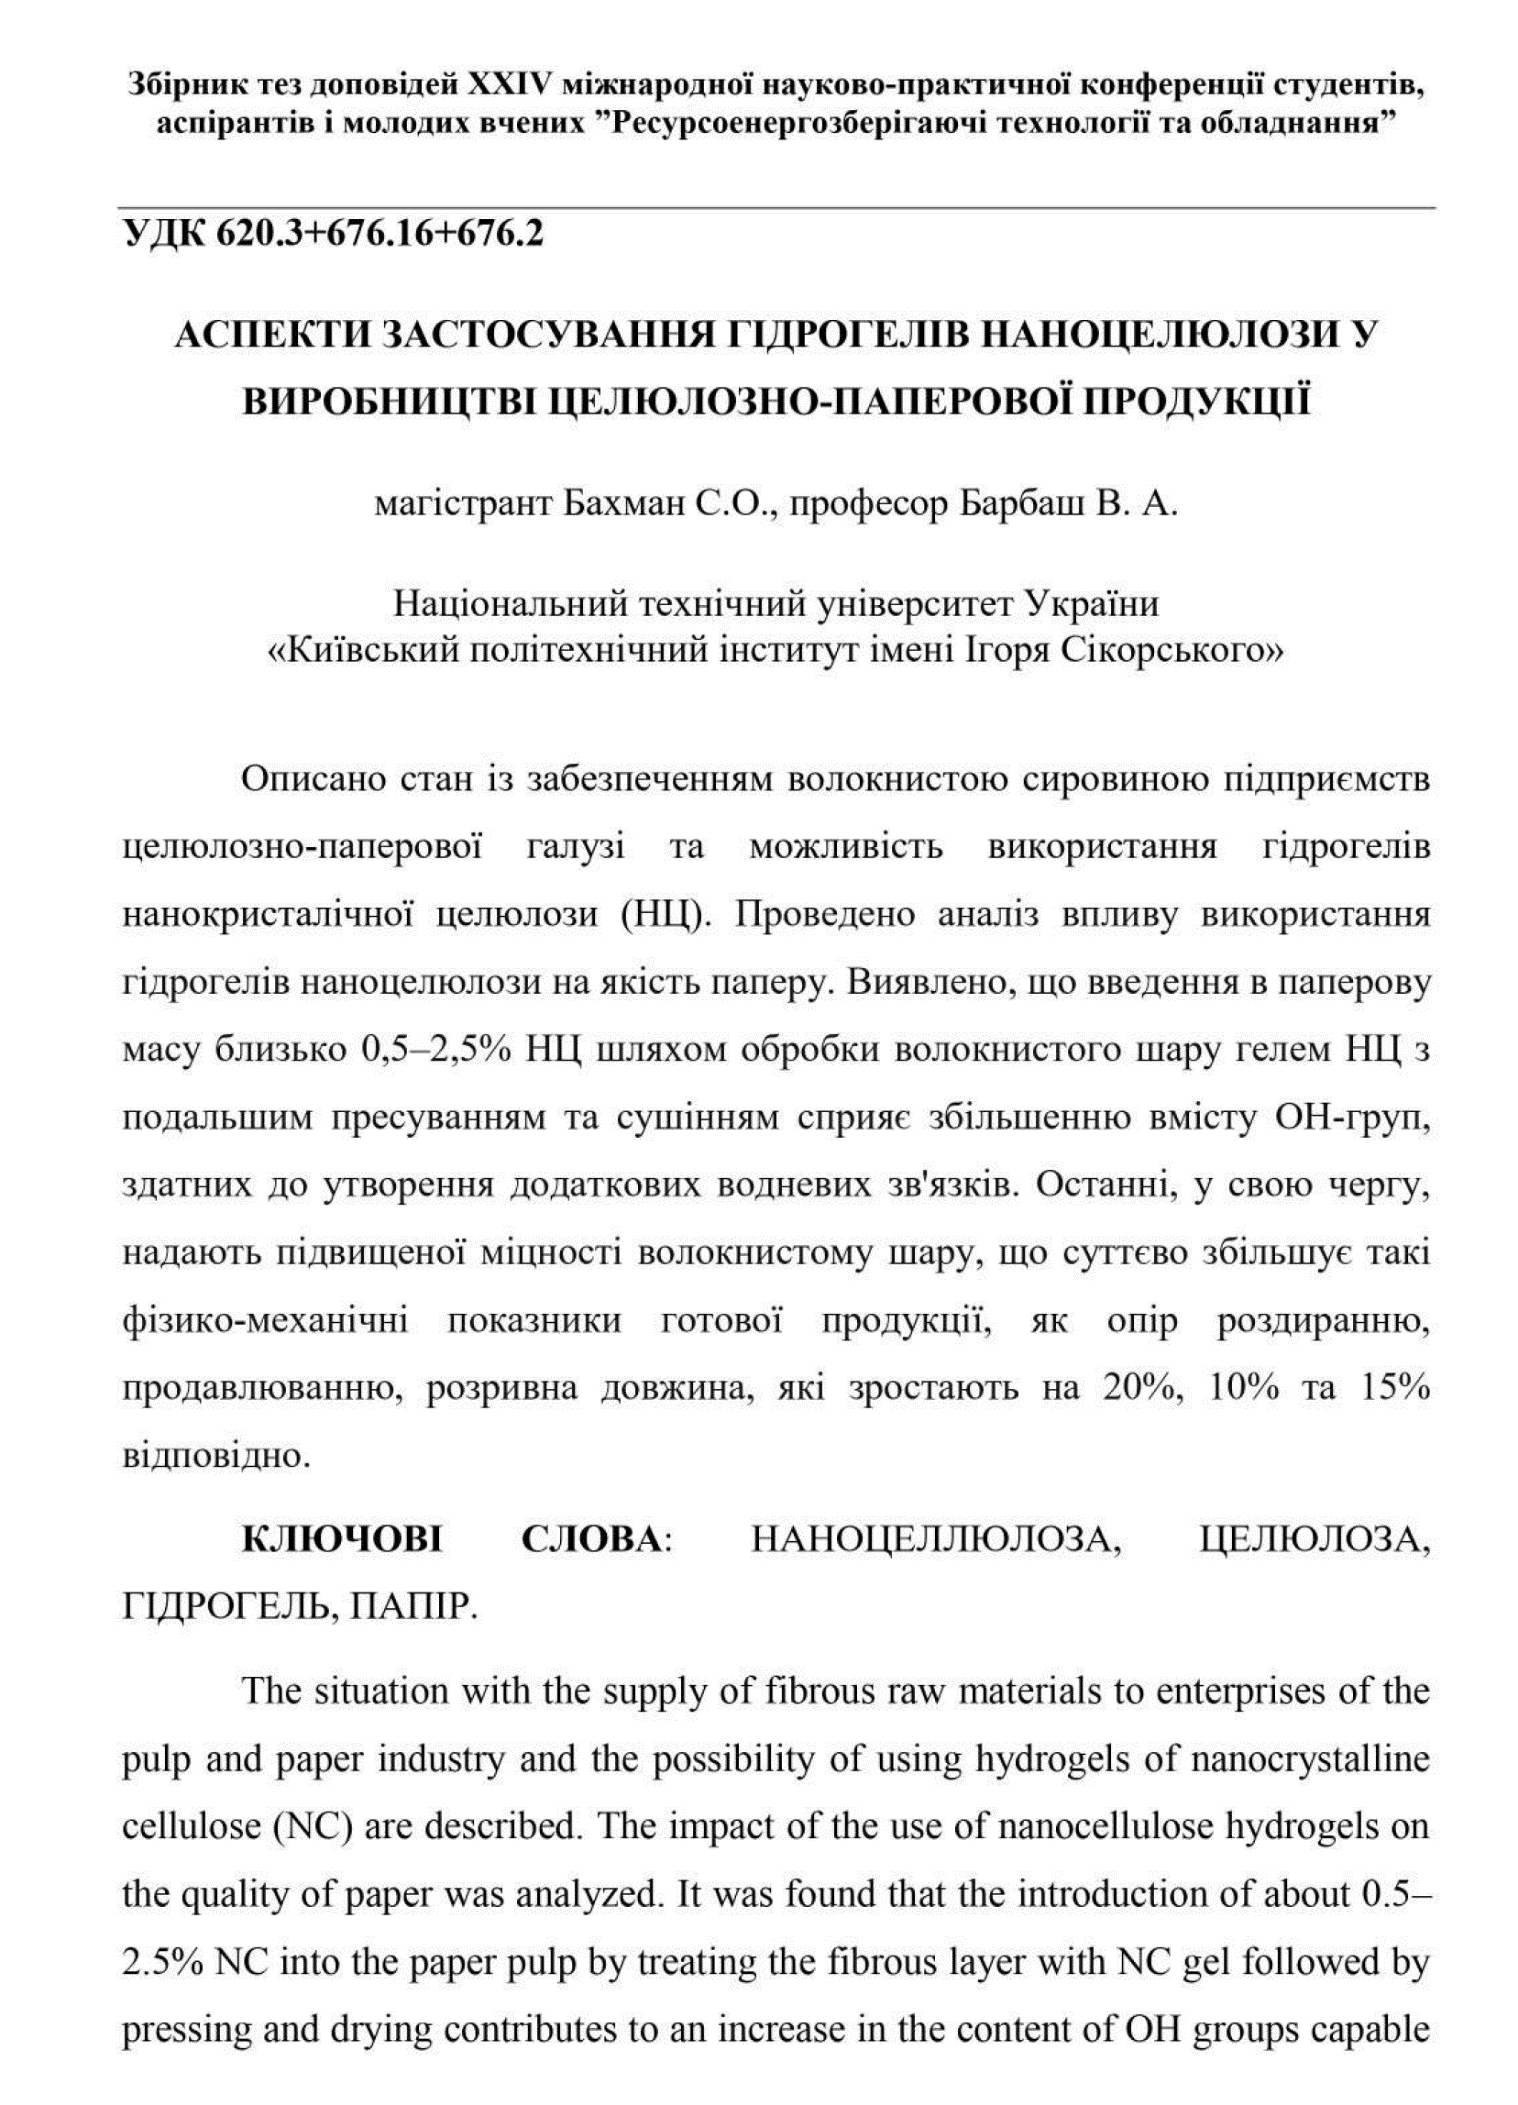 Збірник тез доповідей XXIV міжнародної науково-практичної конференції студентів,
аспірантів і молодих вчених ”Ресурсоенергозберігаючі технології та обладнання”
УДК 620.3+676.16+676.2
АСПЕКТИ ЗАСТОСУВАННЯ ГІДРОГЕЛІВ НАНОЦЕЛЮЛОЗИ У
ВИРОБНИЦТВІ ЦЕЛЮЛОЗНО-ПАПЕРОВОЇ ПРОДУКЦІЇ
магістрант Бахман С.О., професор Барбаш В. А.
Національний технічний університет України
«Київський політехнічний інститут імені Ігоря Сікорського»
Описано стан із забезпеченням волокнистою сировиною підприємств
целюлозно-паперової галузі та можливість використання гідрогелів
нанокристалічної целюлози (НЦ). Проведено аналіз впливу використання
гідрогелів наноцелюлози на якість паперу. Виявлено, що введення в паперову
масу близько 0,5–2,5% НЦ шляхом обробки волокнистого шару гелем НЦ з
подальшим пресуванням та сушінням сприяє збільшенню вмісту ОН-груп,
здатних до утворення додаткових водневих зв'язків. Останні, у свою чергу,
надають підвищеної міцності волокнистому шару, що суттєво збільшує такі
фізико-механічні показники готової продукції, як опір роздиранню,
продавлюванню, розривна довжина, які зростають на 20%, 10% та 15%
відповідно.
КЛЮЧОВІ СЛОВА: НАНОЦЕЛЛЮЛОЗА, ЦЕЛЮЛОЗА,
ГІДРОГЕЛЬ, ПАПІР.
The situation with the supply of fibrous raw materials to enterprises of the
pulp and paper industry and the possibility of using hydrogels of nanocrystalline
cellulose (NC) are described. The impact of the use of nanocellulose hydrogels on
the quality of paper was analyzed. It was found that the introduction of about 0.5–
2.5% NC into the paper pulp by treating the fibrous layer with NC gel followed by
pressing and drying contributes to an increase in the content of OH groups capable